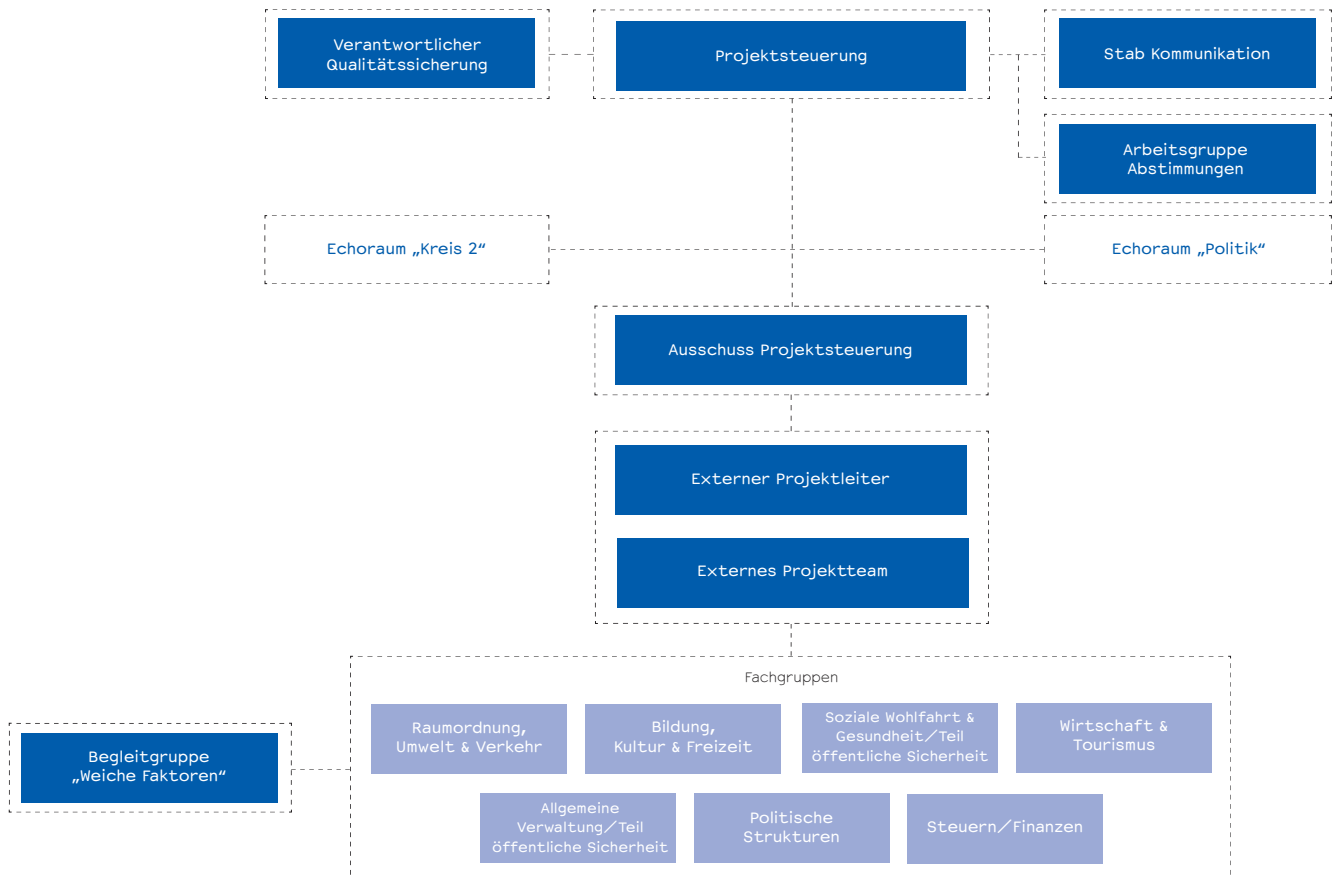 Verantwortlicher
Qualitätssicherung
Projektsteuerung
Stab Kommunikation
Arbeitsgruppe
Abstimmungen
Echoraum „Kreis 2“
Echoraum „Politik“
Ausschuss Projektsteuerung
Externer Projektleiter
Externes Projektteam
Fachgruppen
Raumordnung,
Umwelt & Verkehr
Bildung,
Kultur & Freizeit
Soziale Wohlfahrt &
Gesundheit/Teil
öffentliche Sicherheit
Wirtschaft &
Tourismus
Begleitgruppe
„Weiche Faktoren“
Allgemeine
Verwaltung/Teil
öffentliche Sicherheit
Politische
Strukturen
Steuern/Finanzen